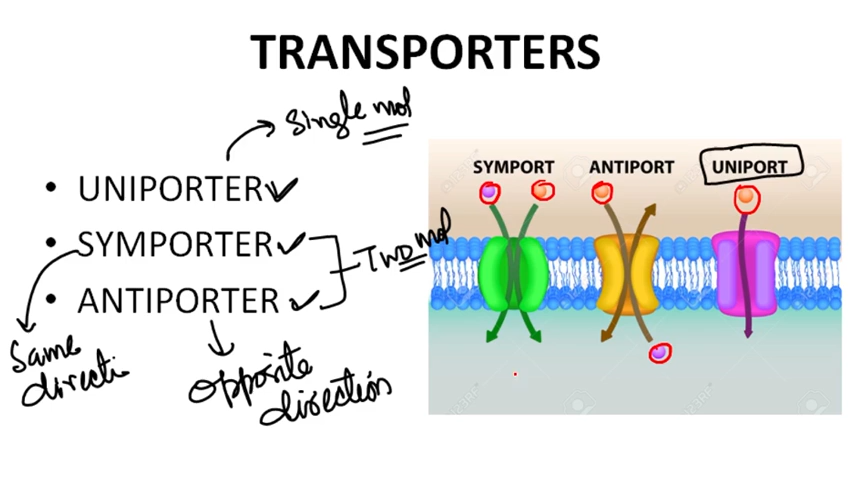 TRANSPORTERS
Single mol
• UNIPORTER
• SYMPORTER
Two mol
• ANTIPORTER
Same
directi
Opposite
direction
SYMPORT ANTIPORT UNIPORT